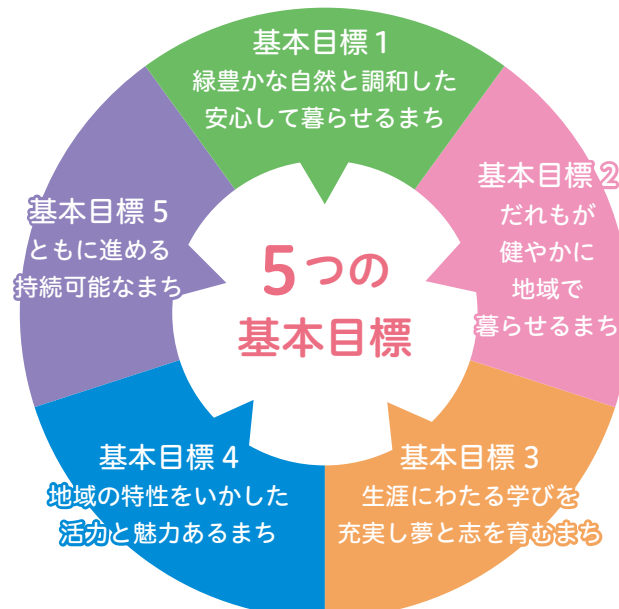 基本目標 1
緑豊かな自然と調和した
安心して暮らせるまち
基本目標 2
だれもが
健やかに
地域で
暮らせるまち
基本目標 3
生涯にわたる学びを
充実し夢と志を育むまち
基本目標 4
地域の特性をいかした
活力と魅力あるまち
基本目標 5
ともに進める
持続可能なまち
5つの
基本目標